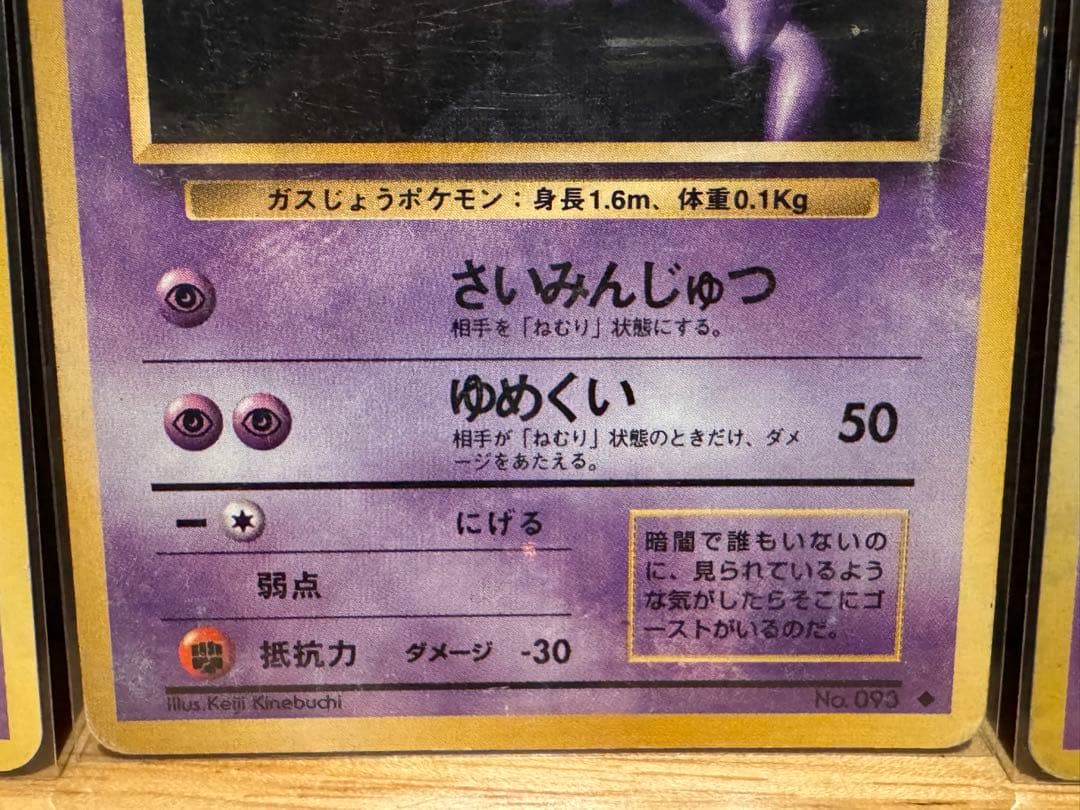 ガスじょうポケモン：身長1.6m、体重0.1Kg
さいみんじゅつ
相手を「ねむり」状態にする。
ゆめくい 50
相手が「ねむり」状態のときだけ、ダメ
ージをあたえる。
ー にげる
弱点
抵抗力 ダメージ -30
暗闇で誰もいないの
に、見られているよう
な気がしたらそこにゴ
ーストがいるのだ。
illus.Keiji Kinebuchi
No. 093